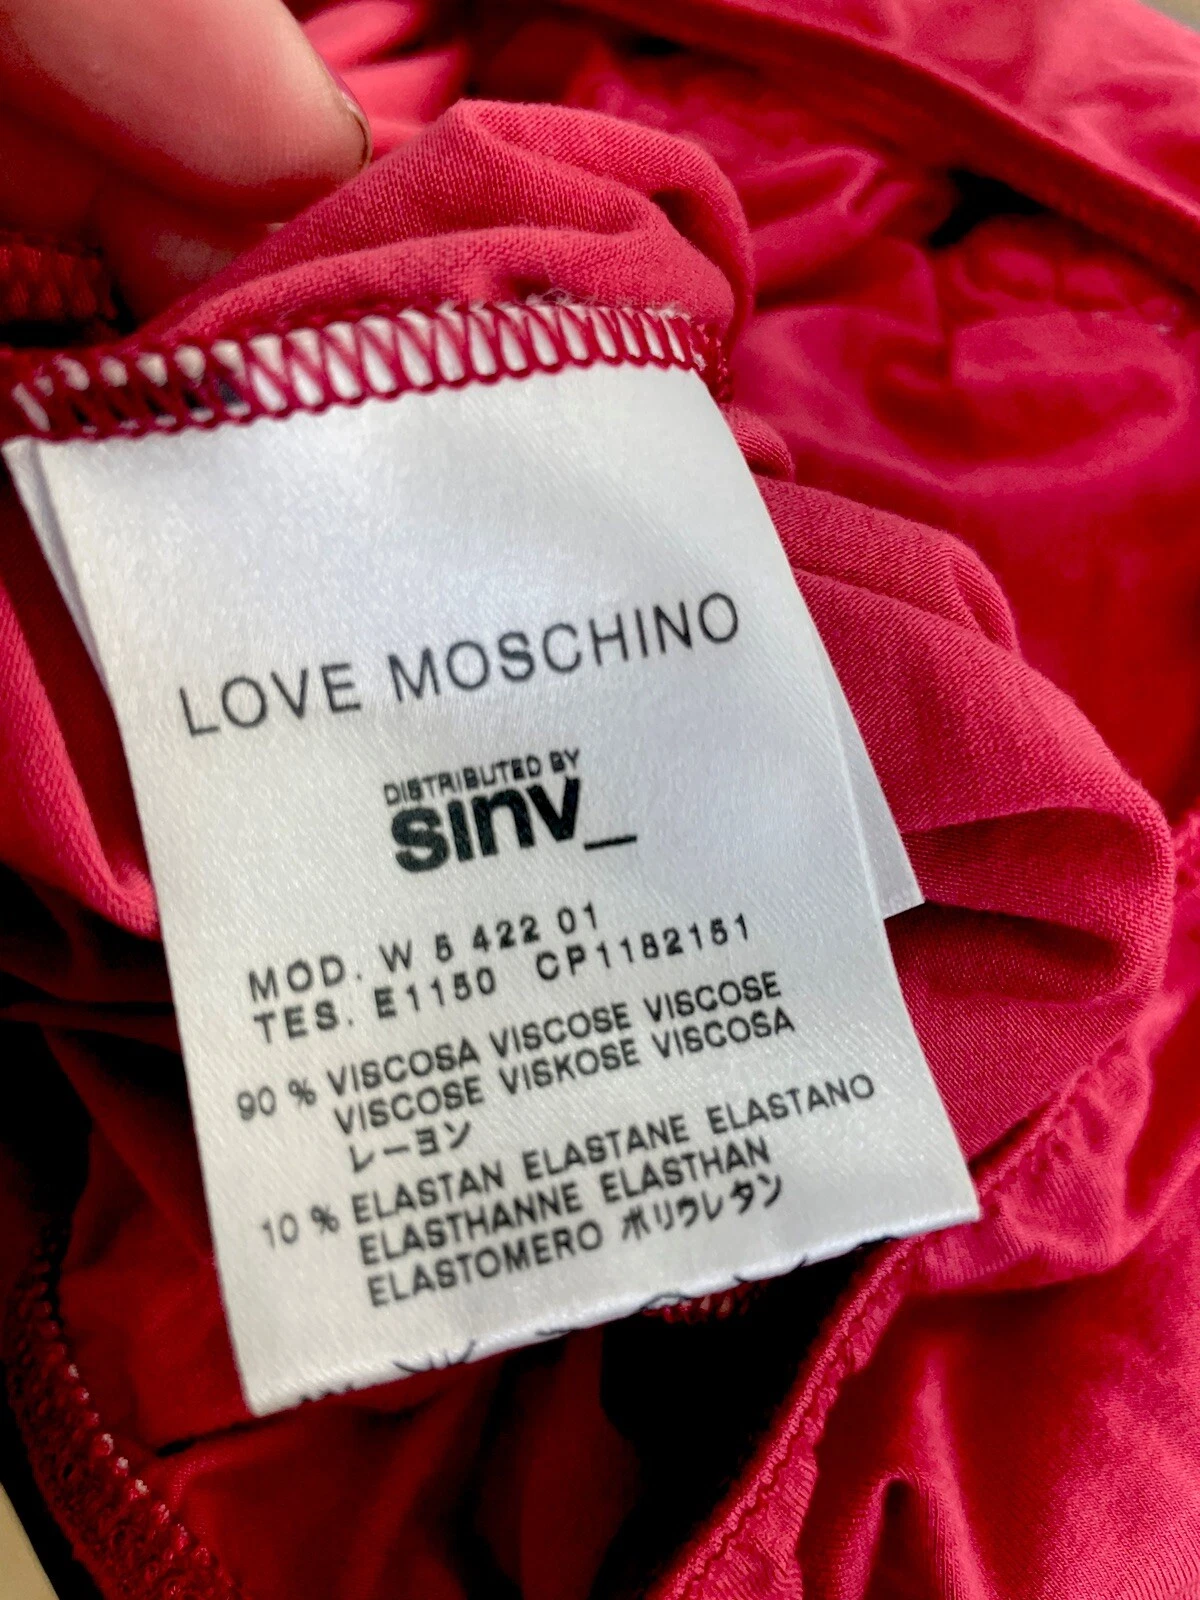 LOVE MOSCHINO
DISTRIBUTED BY
sinv_
MOD. W 5 422 01
TES. E1150 CP1182151
90 % VISCOSA VISCOSE VISCOSE
VISCOSE VISKOSE VISCOSA
レーヨン
10 % ELASTAN ELASTANE ELASTANO
ELASTHANNE ELASTHAN
ELASTOMERO ポリウレタン